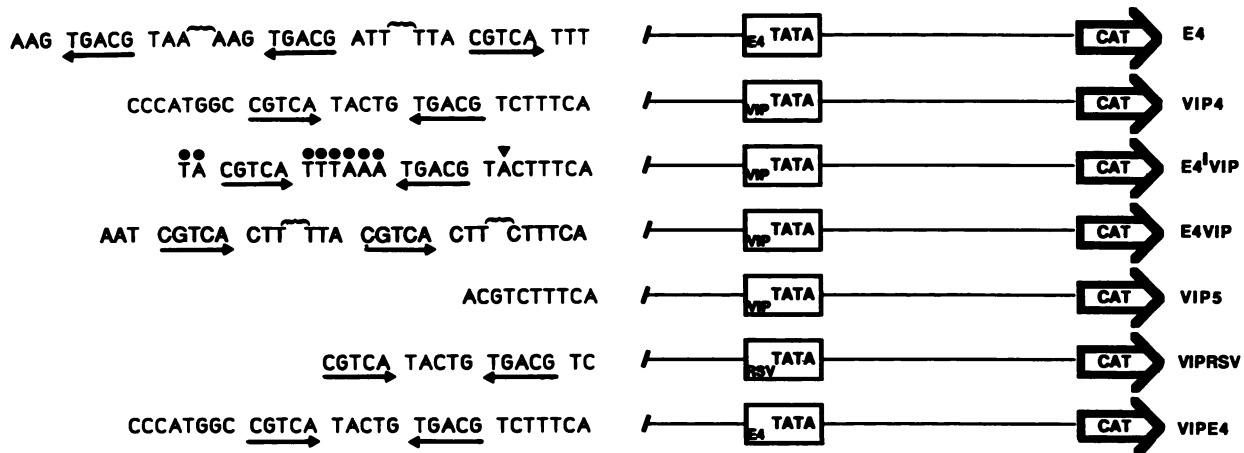 AAG TGACG TAA AAG TGACG ATT TTA CGTCA TTT E4 TATA CAT E4
CCCATGGC CGTCA TACTG TGACG TCTTTCA VIP TATA CAT VIP4
TA CGTCA TTTAAA TGACG TACTTTCA VIP TATA CAT E4IVIP
AAT CGTCA CTT TTA CGTCA CTT CTTTCA VIP TATA CAT E4VIP
ACGTCTTTCA VIP TATA CAT VIP5
CGTCA TACTG TGACG TC RSV TATA CAT VIPRSV
CCCATGGC CGTCA TACTG TGACG TCTTTCA E4 TATA CAT VIPE4